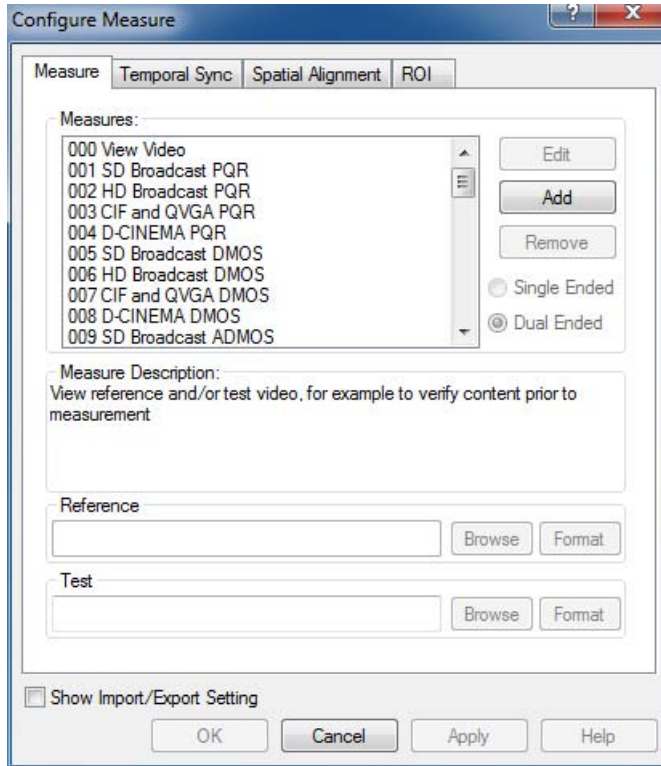 Configure Measure
?
X
Measure
Temporal Sync
Spatial Alignment
ROI
Measures:
000 View Video
001 SD Broadcast PQR
002 HD Broadcast PQR
003 CIF and QVGA PQR
004 D-CINEMA PQR
005 SD Broadcast DMOS
006 HD Broadcast DMOS
007 CIF and QVGA DMOS
008 D-CINEMA DMOS
009 SD Broadcast ADMOS
Edit
Add
Remove
Single Ended
Dual Ended
Measure Description:
View reference and/or test video, for example to verify content prior to
measurement
Reference
Browse
Format
Test
Browse
Format
Show Import/Export Setting
OK
Cancel
Apply
Help